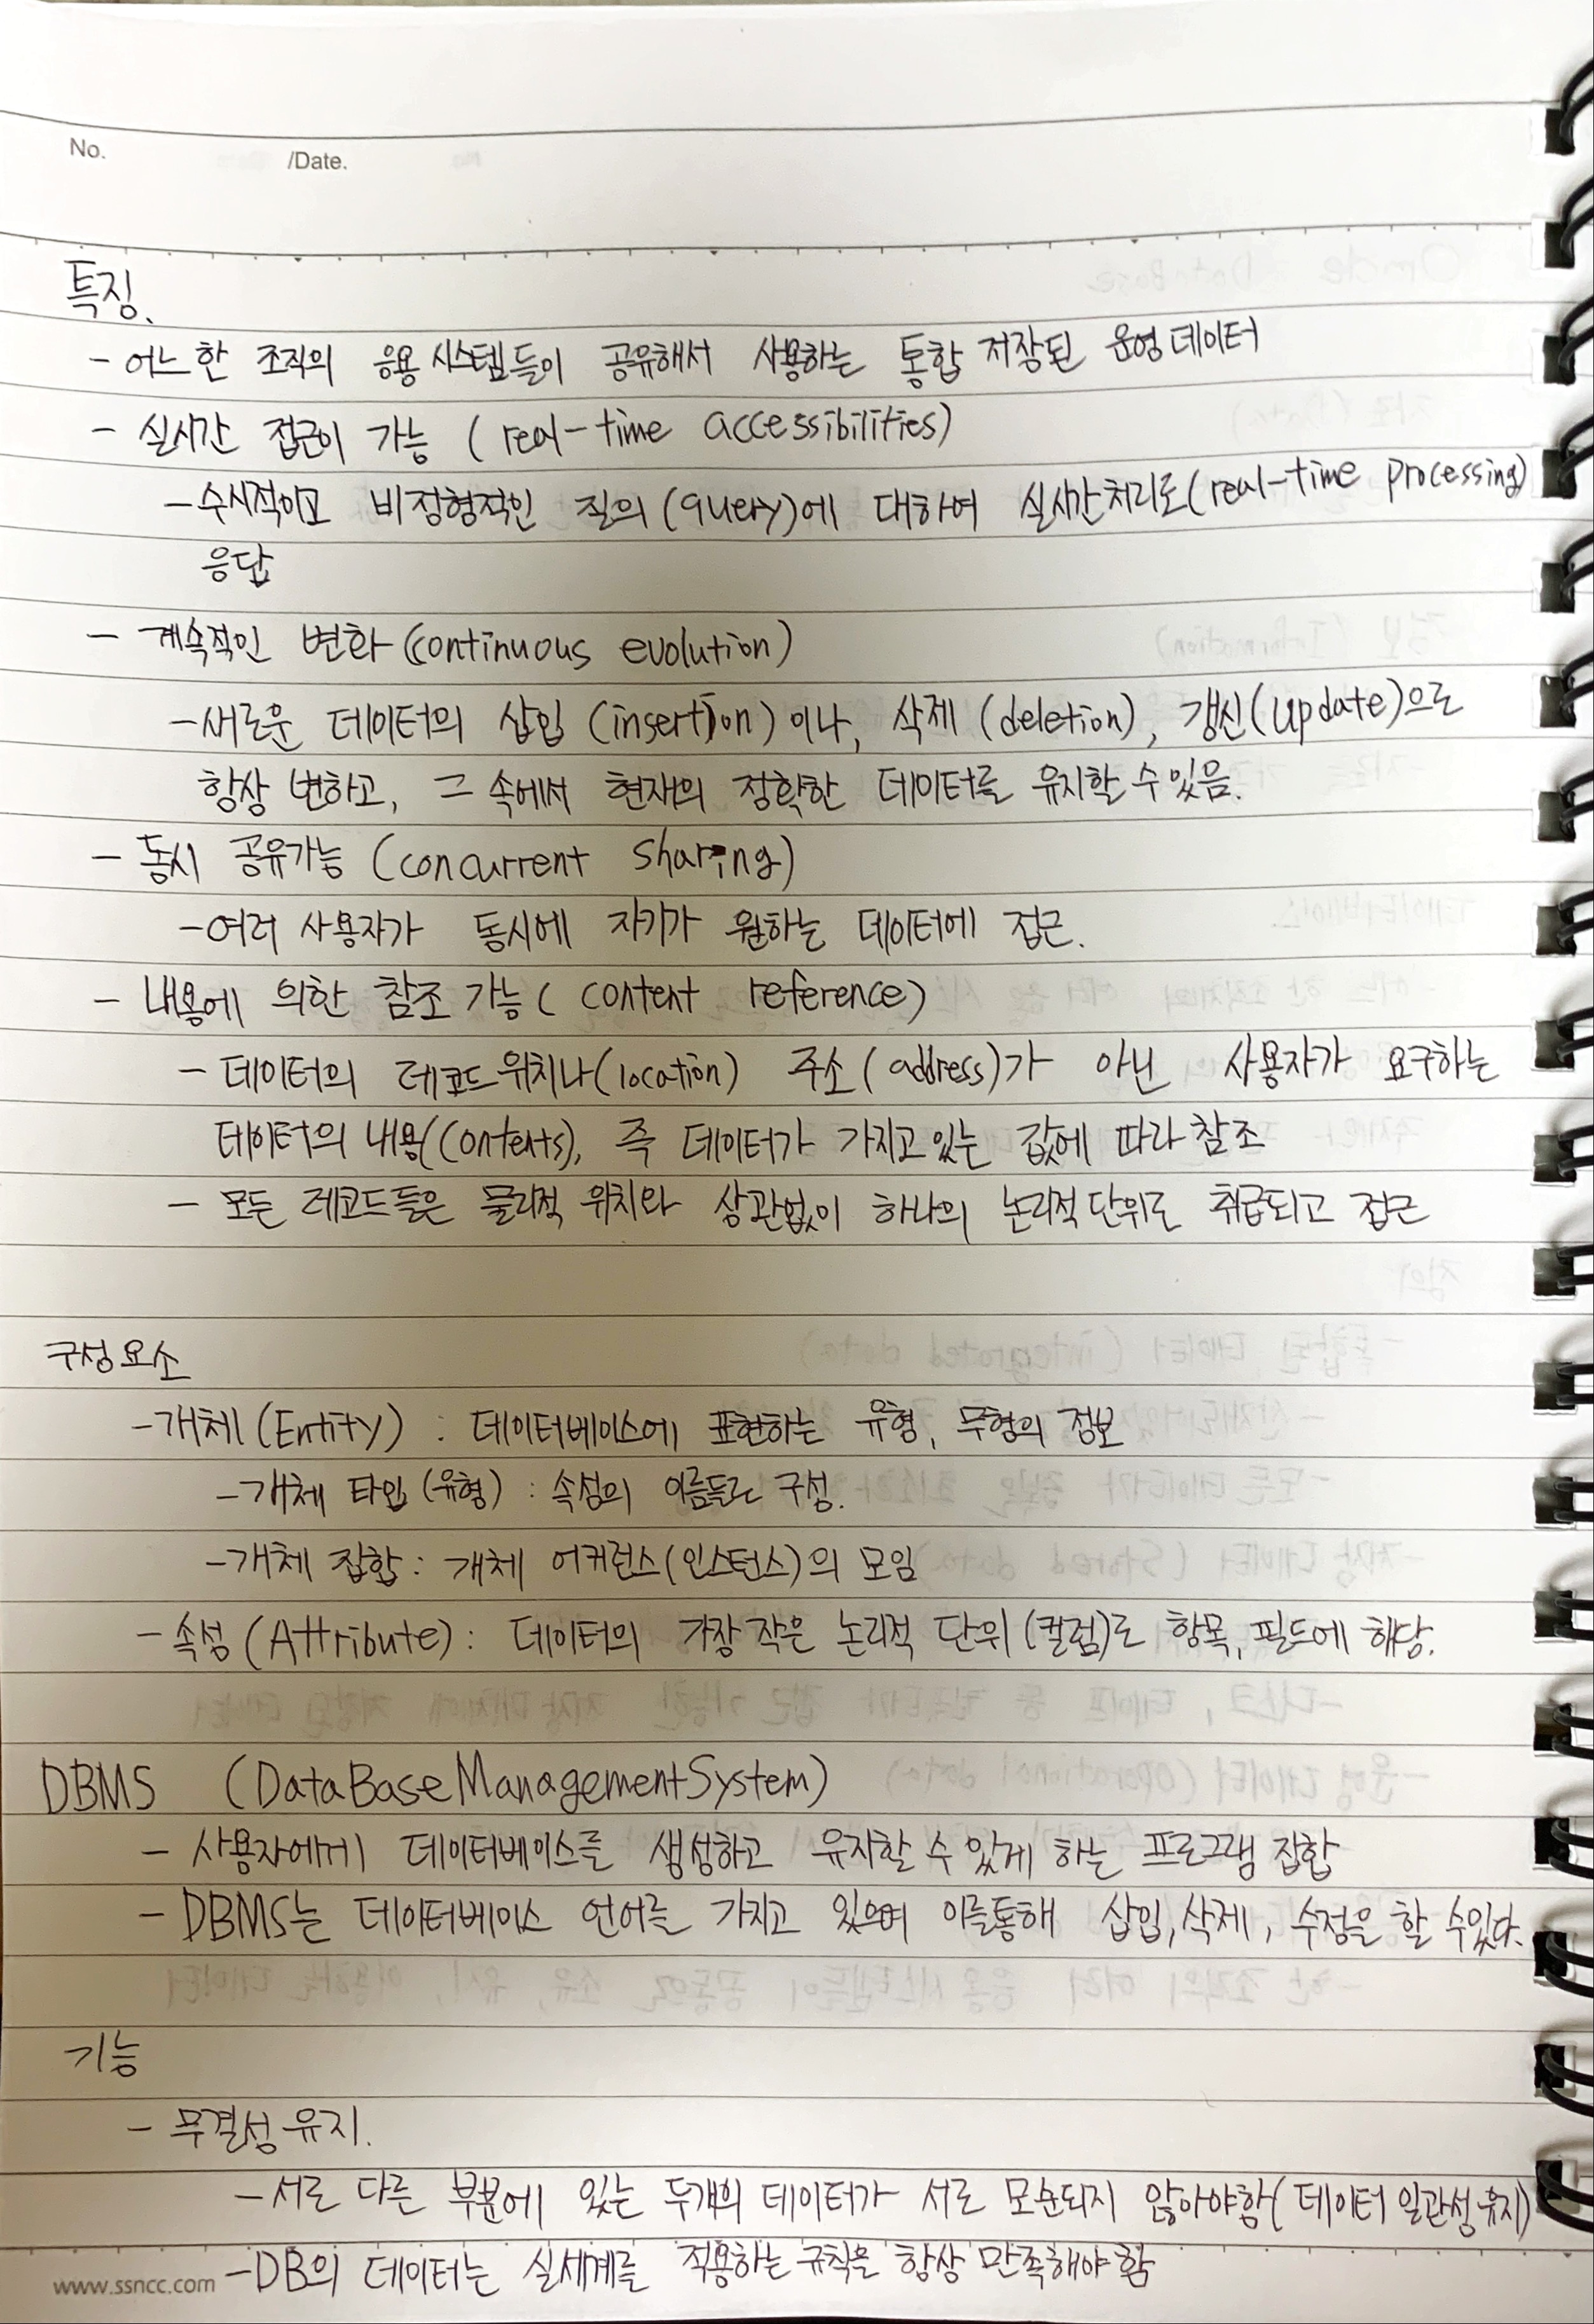 No. /Date.
특징.
- 어느한 조직의 응용시스템들이 공유해서 사용하는 통합 저장된 운영데이터
- 실시간 접근이 가능 (real-time accessibilities)
- 수시적이고 비정형적인 질의(query)에 대하여 실시간처리로(real-time processing)
응답
- 계속적인 변화(continuous evolution)
- 새로운 데이터의 삽입(insertion)이나, 삭제(deletion), 갱신(update)으로
항상 변하고, 그 속에서 현재의 정확한 데이터를 유지할 수 있음.
- 동시 공유가능 (concurrent sharing)
- 여러 사용자가 동시에 자기가 원하는 데이터에 접근.
- 내용에 의한 참조 가능( content reference)
- 데이터의 레코드 위치나(location) 주소(address)가 아닌 사용자가 요구하는
데이터의 내용(contents), 즉 데이터가 가지고있는 값에 따라 참조
- 모든 레코드들은 물리적 위치와 상관없이 하나의 논리적단위로 취급되고 접근
구성요소
- 개체(Entity) : 데이터베이스에 표현하는 유형, 무형의 정보
- 개체 타입(유형) : 속성의 이름들로 구성.
- 개체 집합: 개체 어커런스(인스턴스)의 모임
- 속성(Attribute): 데이터의 가장 작은 논리적 단위(컬럼)로 항목, 필드에 해당.
DBMS (DataBaseManagementSystem)
- 사용자에게 데이터베이스를 생성하고 유지할 수 있게 하는 프로그램 집합
- DBMS는 데이터베이스 언어를 가지고 있으며 이를통해 삽입, 삭제, 수정을 할 수있다.
기능
- 무결성유지.
- 서로 다른 부분에 있는 두개의 데이터가 서로 모순되지 않아야함(데이터 일관성유지)
www.ssncc.com - DB의 데이터는 실세계를 적용하는 규칙을 항상 만족해야 함